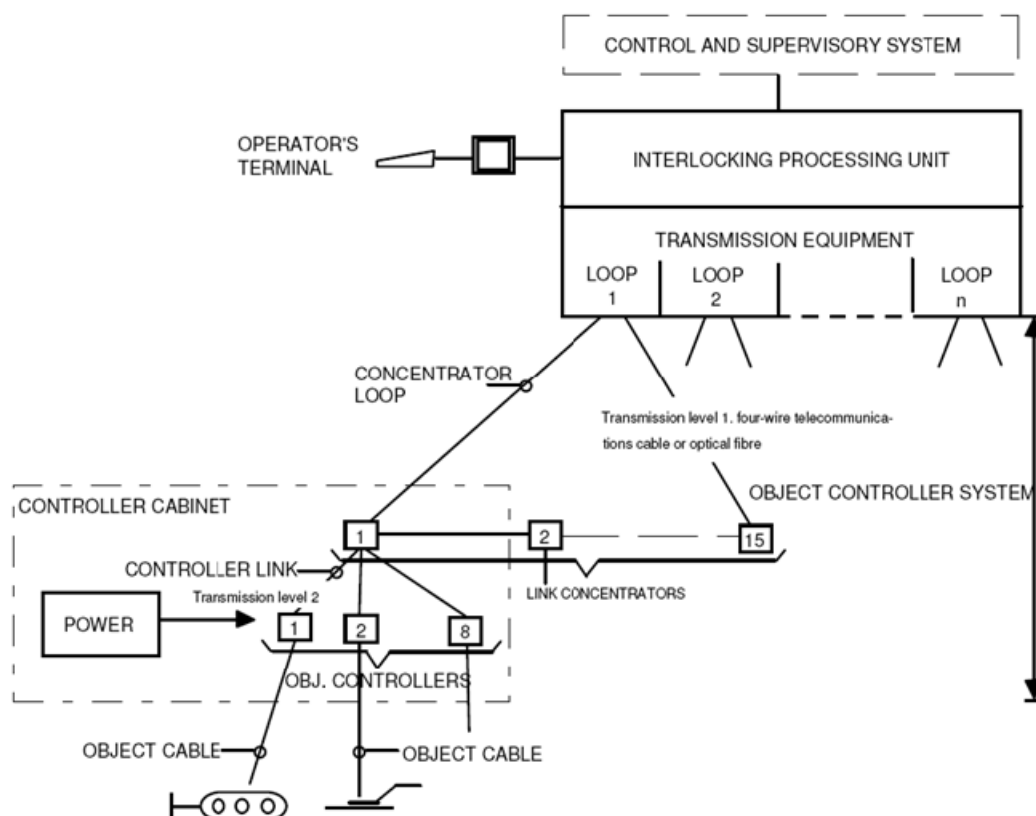 CONTROL AND SUPERVISORY SYSTEM
OPERATOR'S
TERMINAL
INTERLOCKING PROCESSING UNIT
TRANSMISSION EQUIPMENT
LOOP
1
LOOP
2
LOOP
n
CONCENTRATOR
LOOP
Transmission level 1. four-wire telecommunica-
tions cable or optical fibre
OBJECT CONTROLLER SYSTEM
CONTROLLER CABINET
1
2
15
CONTROLLER LINK
LINK CONCENTRATORS
Transmission level 2
POWER
1
2
8
OBJ. CONTROLLERS
OBJECT CABLE
OBJECT CABLE